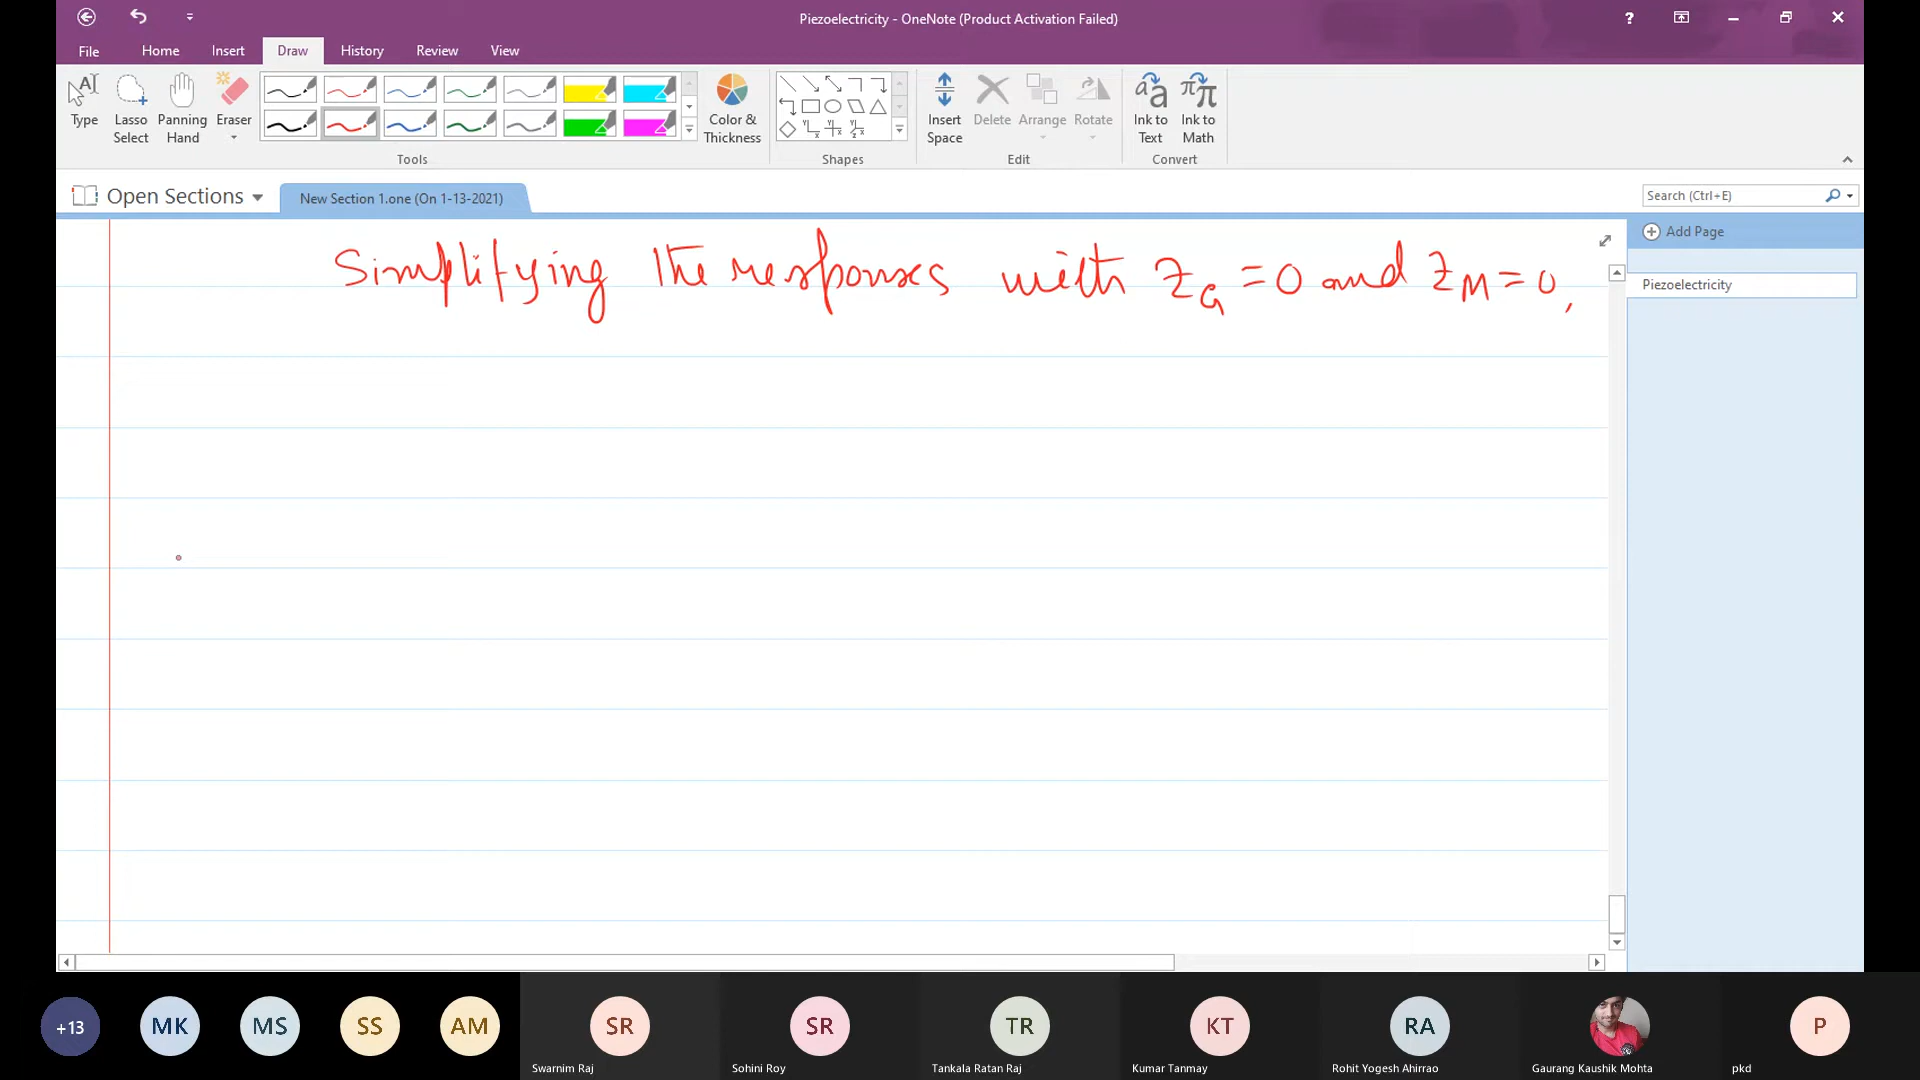 Piezoelectricity - OneNote (Product Activation Failed)
?
File Home Insert Draw History Review View
Type
Lasso Select
Panning Hand
Eraser
Color & Thickness
Insert Space
Delete
Arrange
Rotate
Ink to Text
Ink to Math
Tools
Shapes
Edit
Convert
Open Sections
New Section 1.one (On 1-13-2021)
Search (Ctrl+E)
Add Page
Piezoelectricity
Simplifying the responses with Z_a = 0 and Z_M = 0,
+13 MK MS SS AM SR SR TR KT RA P
Swarnim Raj
Sohini Roy
Tankala Ratan Raj
Kumar Tanmay
Rohit Yogesh Ahirrao
Gaurang Kaushik Mohta
pkd